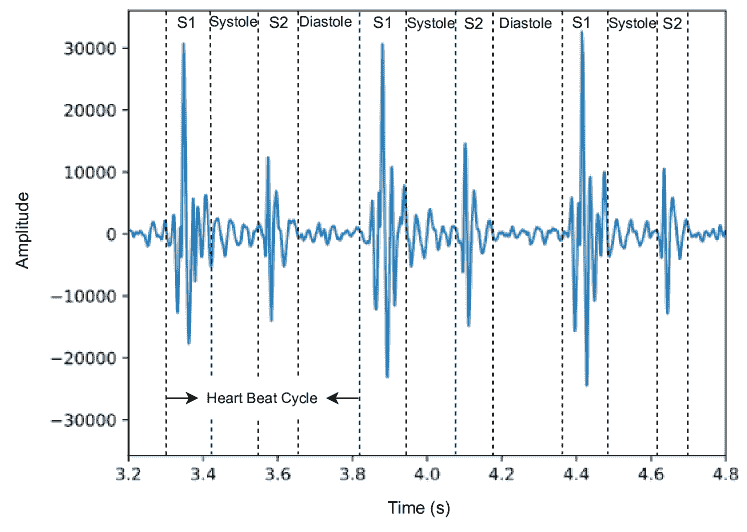 S1 Systole S2 Diastole S1 Systole S2 Diastole S1 Systole S2
30000
20000
10000
0
−10000
−20000
−30000
Amplitude
Heart Beat Cycle
3.2 3.4 3.6 3.8 4.0 4.2 4.4 4.6 4.8
Time (s)